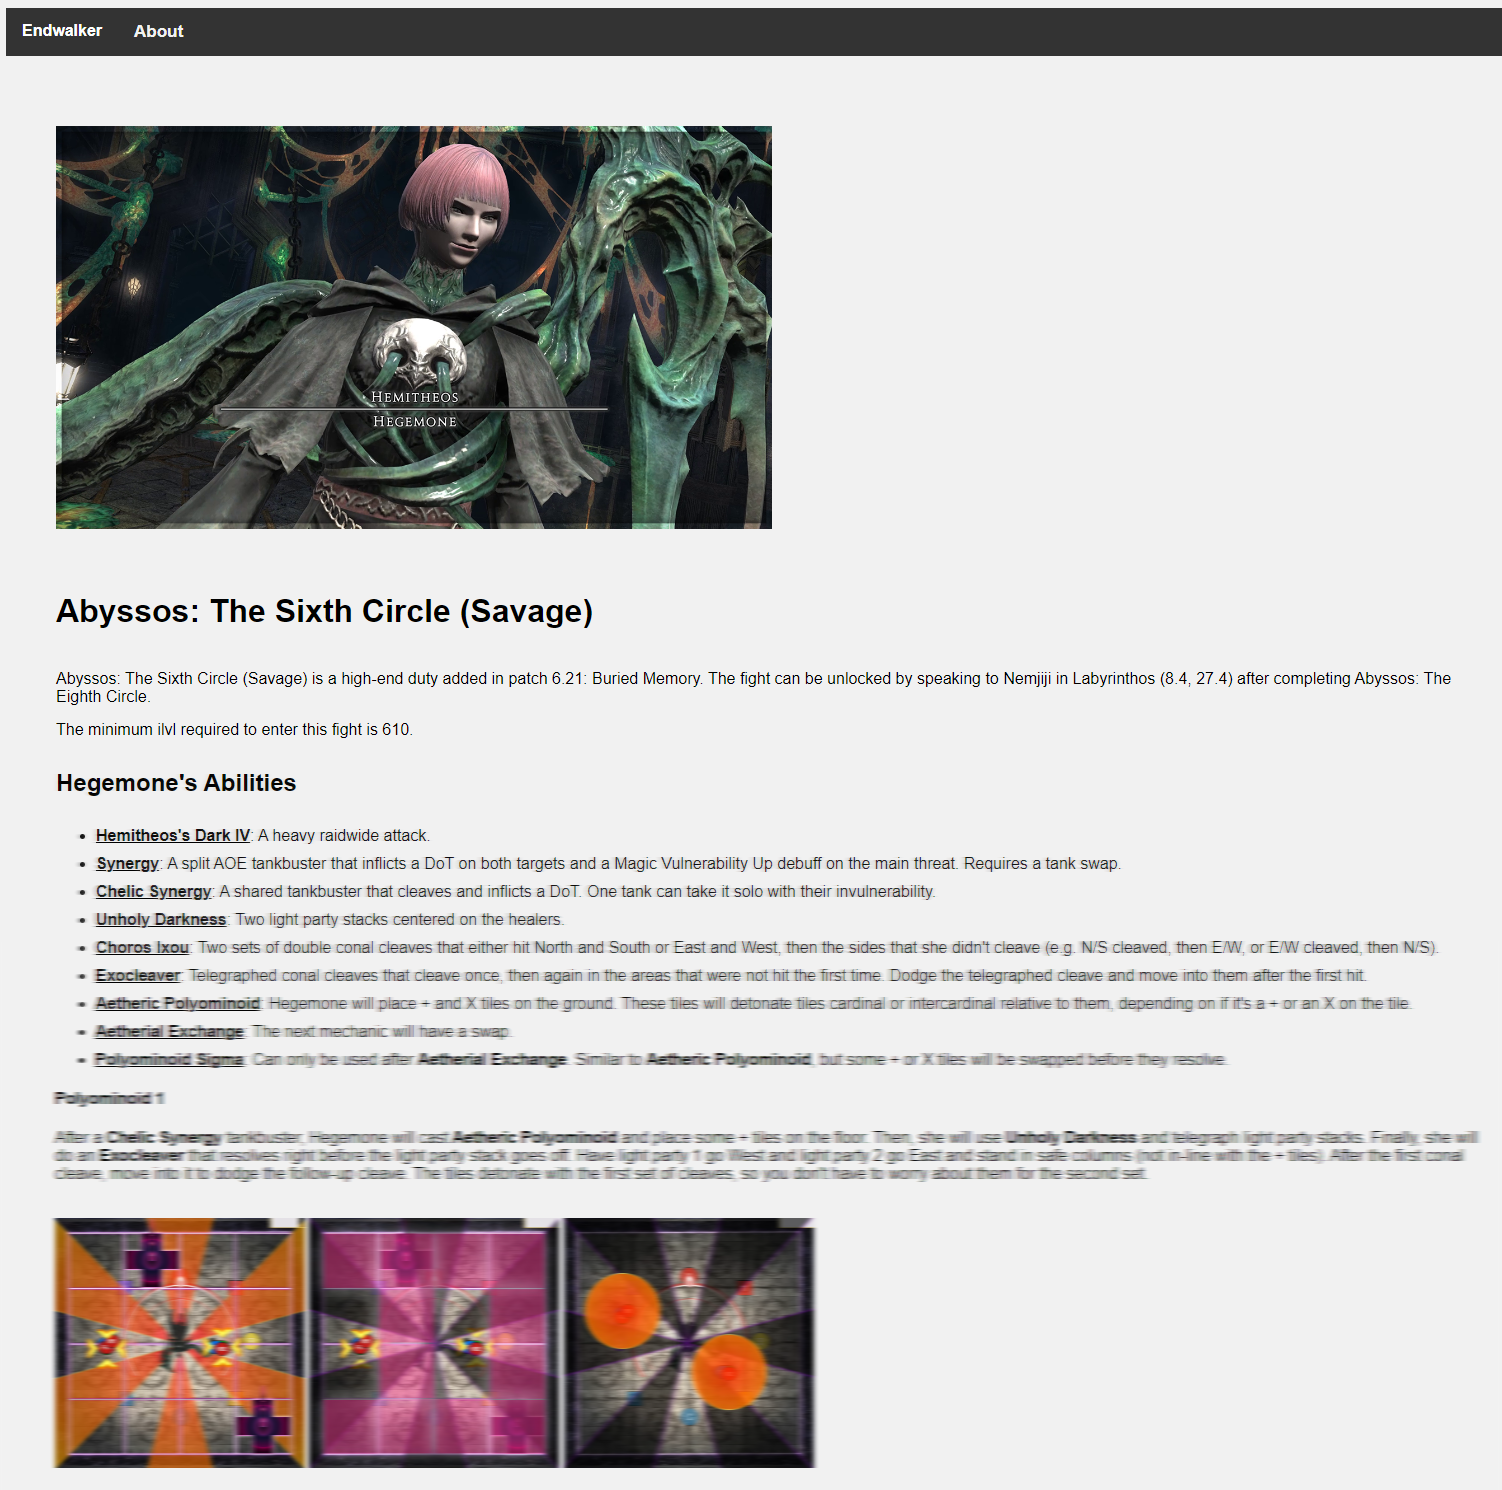 Endwalker About
HEMITHEOS
HEGEMONE
Abyssos: The Sixth Circle (Savage)
Abyssos: The Sixth Circle (Savage) is a high-end duty added in patch 6.21: Buried Memory. The fight can be unlocked by speaking to Nemjiji in Labyrinthos (8.4, 27.4) after completing Abyssos: The
Eighth Circle.
The minimum ilvl required to enter this fight is 610.
Hegemone's Abilities
• Hemitheos's Dark IV: A heavy raidwide attack.
• Synergy: A split AOE tankbuster that inflicts a DoT on both targets and a Magic Vulnerability Up debuff on the main threat. Requires a tank swap.
• Chelic Synergy: A shared tankbuster that cleaves and inflicts a DoT. One tank can take it solo with their invulnerability.
• Unholy Darkness: Two light party stacks centered on the healers.
• Choros Ixou: Two sets of double conal cleaves that either hit North and South or East and West, then the sides that she didn't cleave (e.g. N/S cleaved, then E/W, or E/W cleaved, then N/S).
• Exocleaver: Telegraphed conal cleaves that cleave once, then again in the areas that were not hit the first time. Dodge the telegraphed cleave and move into them after the first hit.
• Aetheric Polyominoid: Hegemone will place + and X tiles on the ground. These tiles will detonate tiles cardinal or intercardinal relative to them, depending on if it's a + or an X on the tile.
• Aetherial Exchange: The next mechanic will have a swap.
• Polyominoid Sigma: Can only be used after Aetherial Exchange. Similar to Aetheric Polyominoid, but some + or X tiles will be swapped before they resolve.
Polyominoid 1
After a Chelic Synergy tankbuster, Hegemone will cast Aetheric Polyominoid and place some + tiles on the floor. Then, she will use Unholy Darkness and telegraph light party stacks. Finally, she will
do an Exocleaver that resolves right before the light party stack goes off. Have light party 1 go West and light party 2 go East and stand in safe columns (not in-line with the + tiles). After the first conal
cleave, move into it to dodge the follow-up cleave. The tiles detonate with the first set of cleaves, so you don't have to worry about them for the second set.